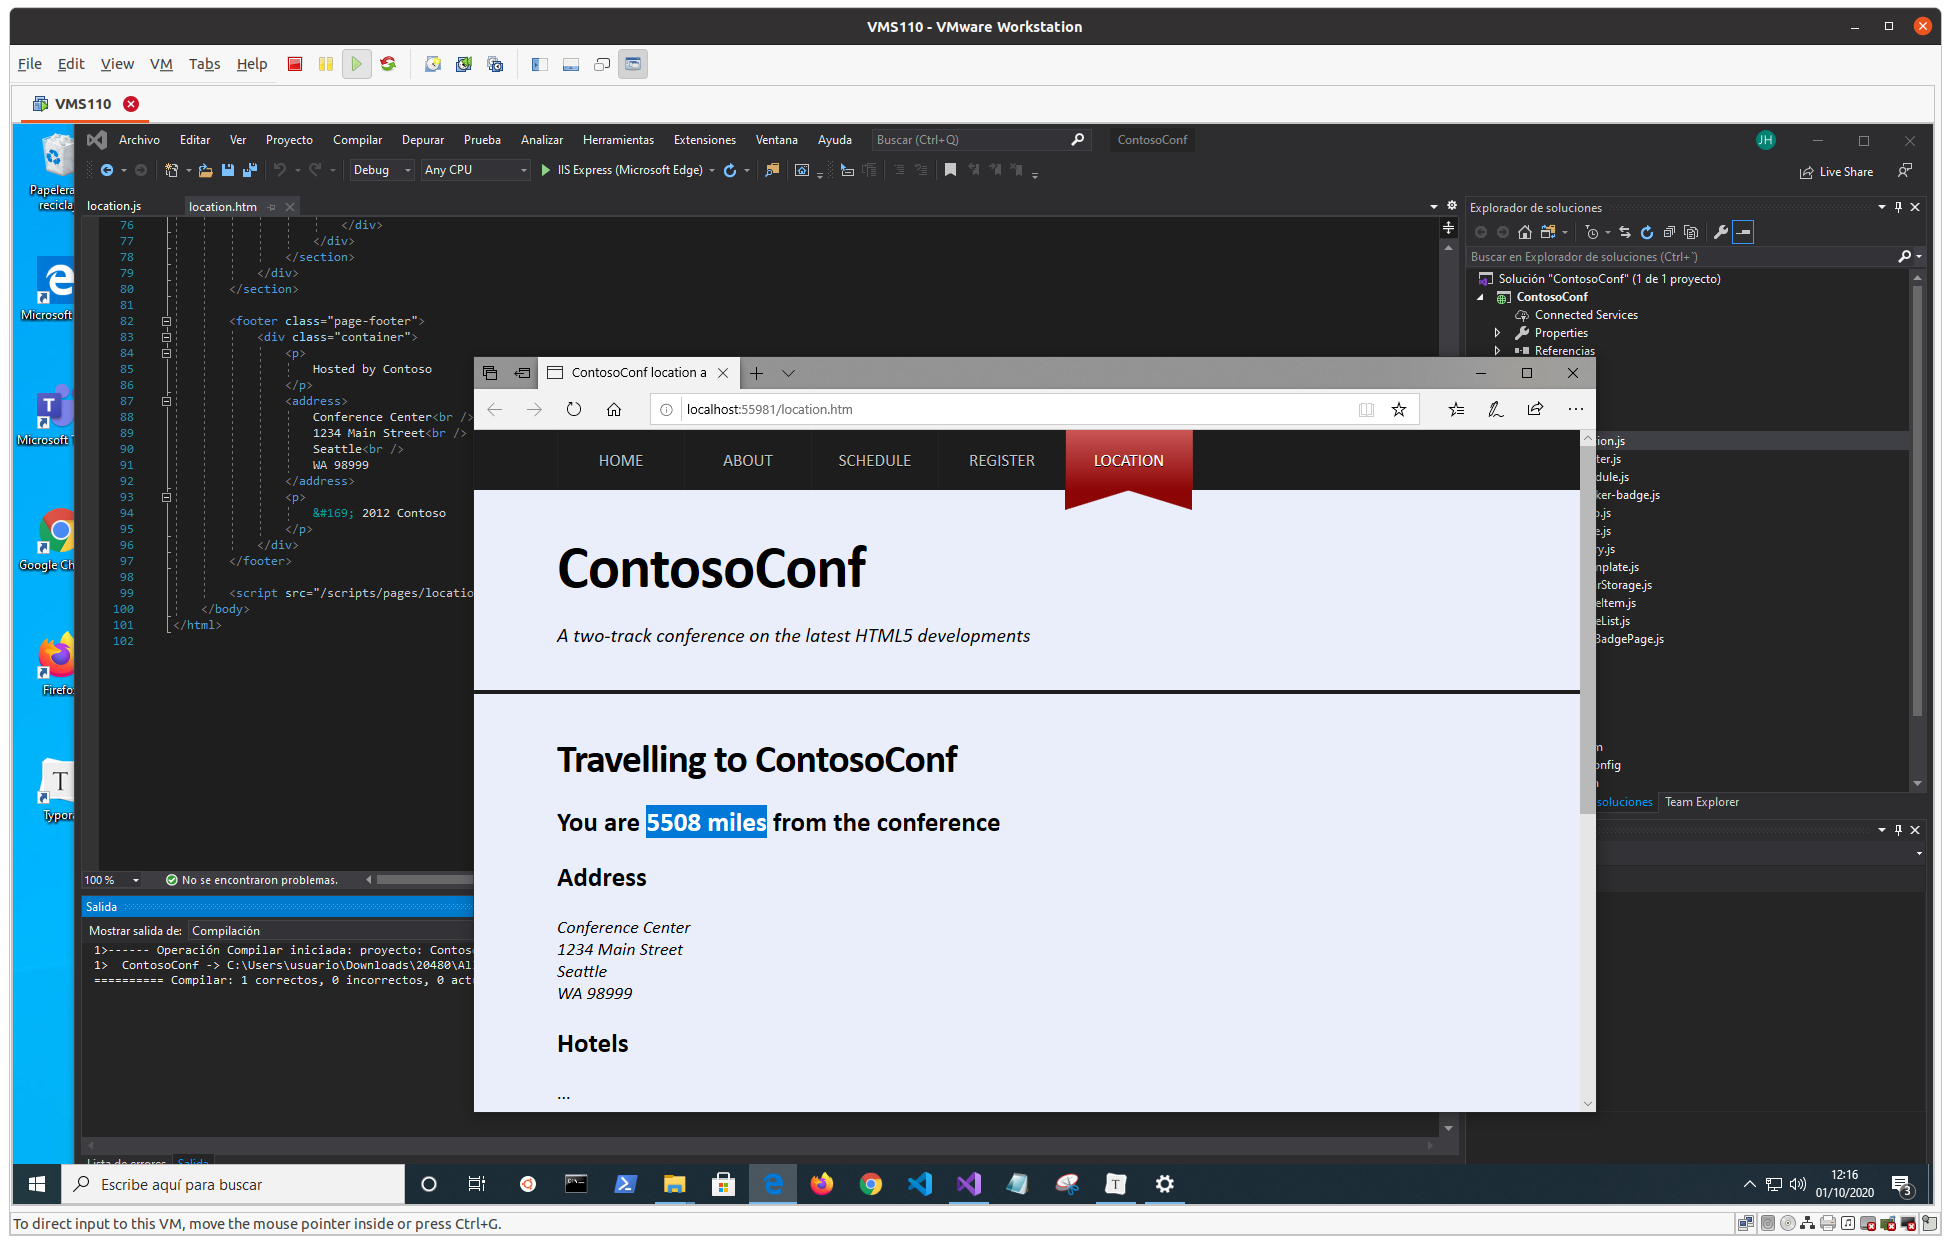 VMS110 - VMware Workstation
File Edit View VM Tabs Help
VMS110
Archivo Editar Ver Proyecto Compilar Depurar Prueba Analizar Herramientas Extensiones Ventana Ayuda Buscar (Ctrl+Q) ContosoConf JH
Debug Any CPU IIS Express (Microsoft Edge) Live Share
Papelera
recicla
Microsoft
Microsoft
Google Ch
Firefo
Typor
location.js location.htm
76 </div>
77 </div>
78 </section>
79 </div>
80 </section>
81
82 <footer class="page-footer">
83 <div class="container">
84 <p>
85 Hosted by Contoso
86 </p>
87 <address>
88 Conference Center<br />
89 1234 Main Street<br />
90 Seattle<br />
91 WA 98999
92 </address>
93 <p>
94 &#169; 2012 Contoso
95 </p>
96 </div>
97 </footer>
98
99 <script src="/scripts/pages/locatio
100 </body>
101 </html>
102
100 % No se encontraron problemas.
Salida
Mostrar salida de: Compilación
1>------ Operación Compilar iniciada: proyecto: Contos
1> ContosoConf -> C:\Users\usuario\Downloads\20480\Al
========== Compilar: 1 correctos, 0 incorrectos, 0 act
Lista de errores Salida
Explorador de soluciones
Buscar en Explorador de soluciones (Ctrl+`)
Solución "ContosoConf" (1 de 1 proyecto)
ContosoConf
Connected Services
Properties
Referencias
ion.js
ter.js
dule.js
ker-badge.js
o.js
e.js
ry.js
nplate.js
rStorage.js
eItem.js
eList.js
BadgePage.js
m
onfig
soluciones Team Explorer
ContosoConf location a
localhost:55981/location.htm
HOME ABOUT SCHEDULE REGISTER LOCATION
ContosoConf
A two-track conference on the latest HTML5 developments
Travelling to ContosoConf
You are 5508 miles from the conference
Address
Conference Center
1234 Main Street
Seattle
WA 98999
Hotels
...
Escribe aquí para buscar
12:16
01/10/2020
3
To direct input to this VM, move the mouse pointer inside or press Ctrl+G.